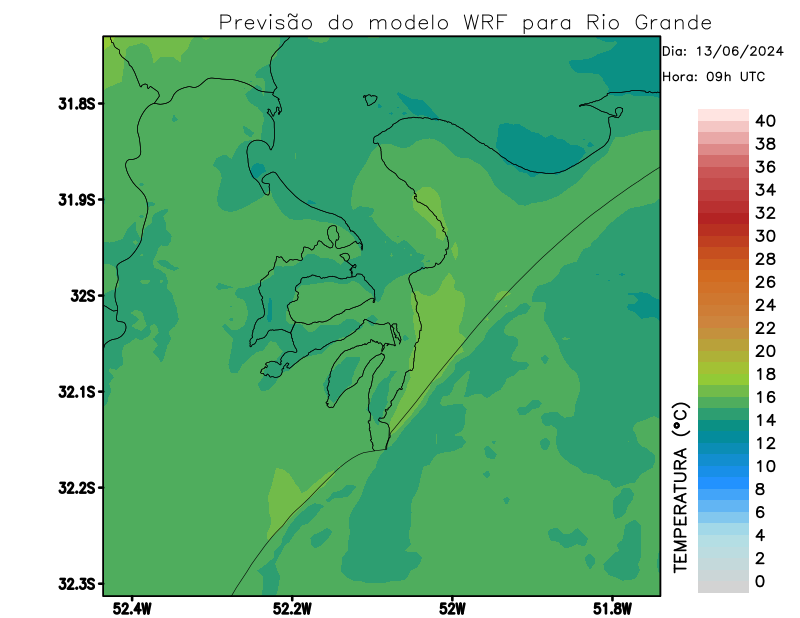 Previsão do modelo WRF para Rio Grande
Dia: 13/06/2024
Hora: 09h UTC
31.8S
31.9S
32S
32.1S
32.2S
32.3S
52.4W
52.2W
52W
51.8W
TEMPERATURA (°C)
40
38
36
34
32
30
28
26
24
22
20
18
16
14
12
10
8
6
4
2
0